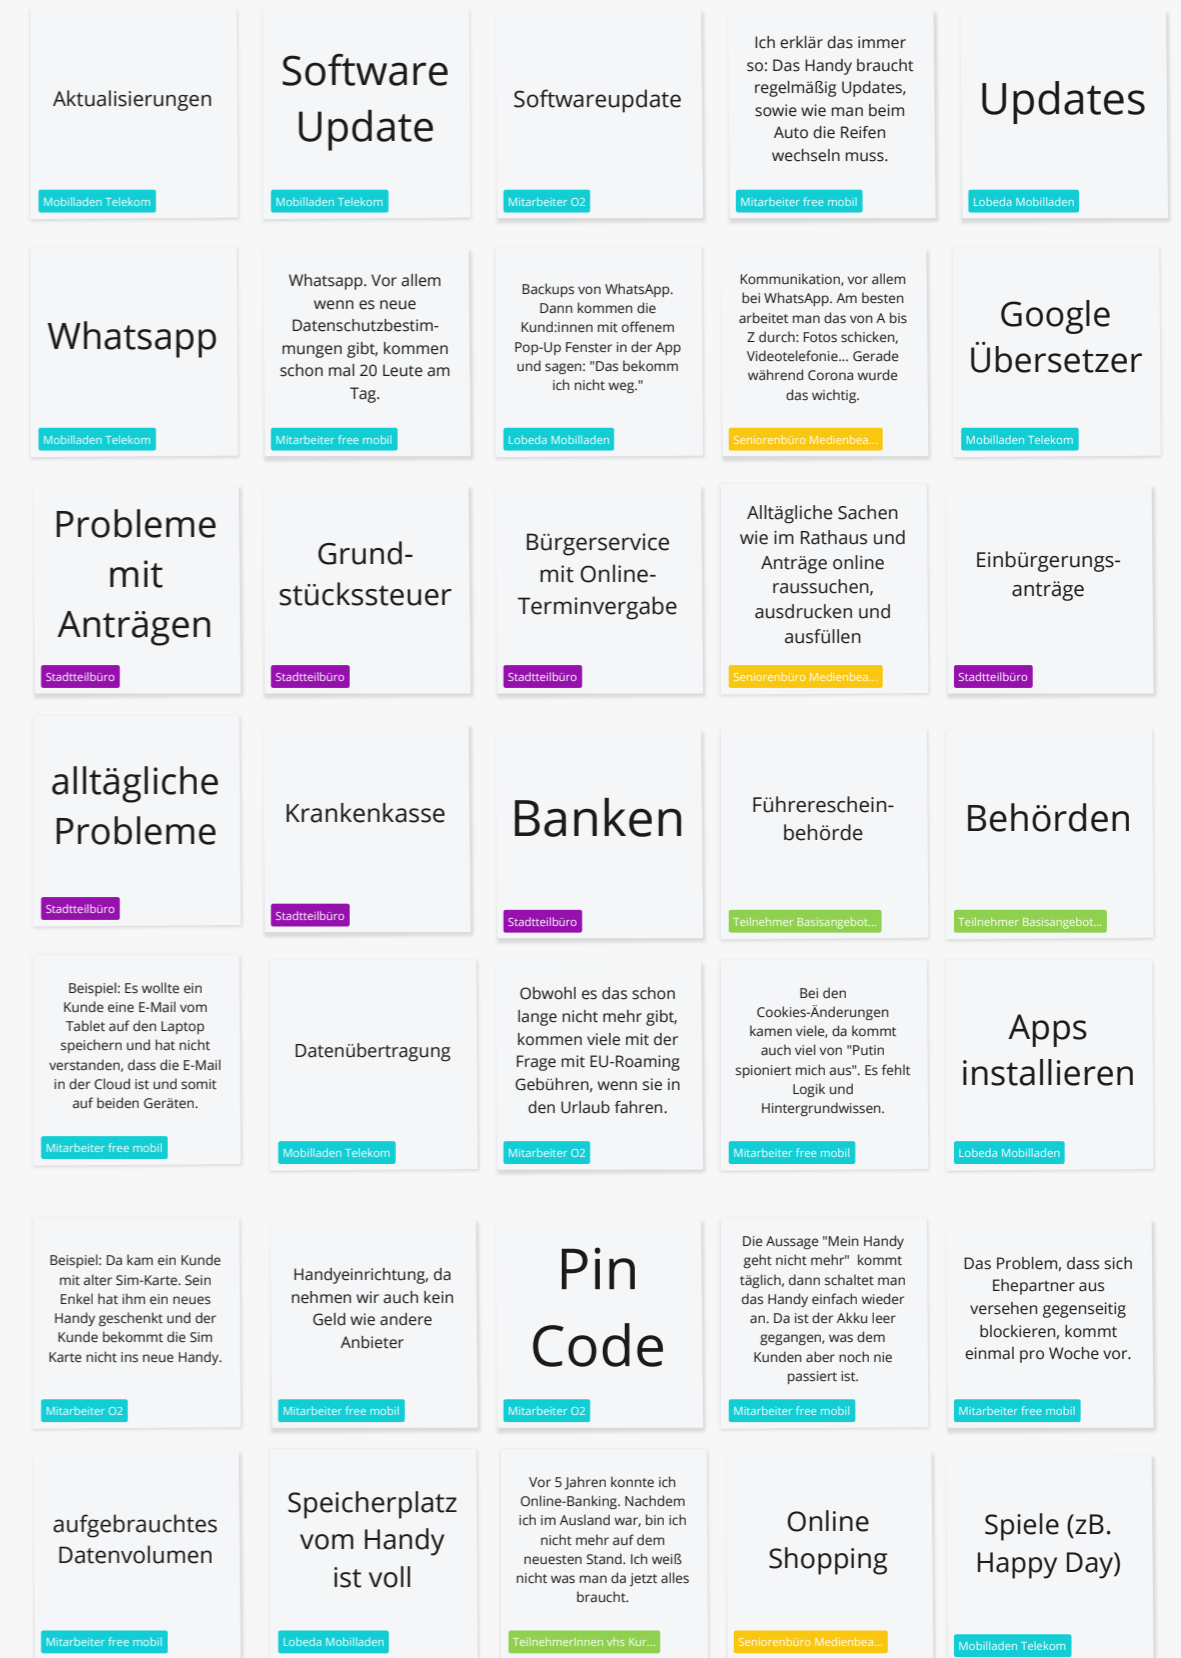 Aktualisierungen
Mobilladen Telekom
Software
Update
Mobilladen Telekom
Softwareupdate
Mitarbeiter O2
Ich erklär das immer
so: Das Handy braucht
regelmäßig Updates,
sowie wie man beim
Auto die Reifen
wechseln muss.
Mitarbeiter free mobil
Updates
Lobeda Mobilladen
Whatsapp
Mobilladen Telekom
Whatsapp. Vor allem
wenn es neue
Datenschutzbestim-
mungen gibt, kommen
schon mal 20 Leute am
Tag.
Mitarbeiter free mobil
Backups von WhatsApp.
Dann kommen die
Kund:innen mit offenem
Pop-Up Fenster in der App
und sagen: "Das bekomm
ich nicht weg."
Lobeda Mobilladen
Kommunikation, vor allem
bei WhatsApp. Am besten
arbeitet man das von A bis
Z durch: Fotos schicken,
Videotelefonie... Gerade
während Corona wurde
das wichtig.
Seniorenbüro Medienbea...
Google
Übersetzer
Mobilladen Telekom
Probleme
mit
Anträgen
Stadtteilbüro
Grund-
stückssteuer
Stadtteilbüro
Bürgerservice
mit Online-
Terminvergabe
Stadtteilbüro
Alltägliche Sachen
wie im Rathaus und
Anträge online
raussuchen,
ausdrucken und
ausfüllen
Seniorenbüro Medienbea...
Einbürgerungs-
anträge
Stadtteilbüro
alltägliche
Probleme
Stadtteilbüro
Krankenkasse
Stadtteilbüro
Banken
Stadtteilbüro
Führereschein-
behörde
Teilnehmer Basisangebot...
Behörden
Teilnehmer Basisangebot...
Beispiel: Es wollte ein
Kunde eine E-Mail vom
Tablet auf den Laptop
speichern und hat nicht
verstanden, dass die E-Mail
in der Cloud ist und somit
auf beiden Geräten.
Mitarbeiter free mobil
Datenübertragung
Mobilladen Telekom
Obwohl es das schon
lange nicht mehr gibt,
kommen viele mit der
Frage mit EU-Roaming
Gebühren, wenn sie in
den Urlaub fahren.
Mitarbeiter O2
Bei den
Cookies-Änderungen
kamen viele, da kommt
auch viel von "Putin
spioniert mich aus". Es fehlt
Logik und
Hintergrundwissen.
Mitarbeiter free mobil
Apps
installieren
Lobeda Mobilladen
Beispiel: Da kam ein Kunde
mit alter Sim-Karte. Sein
Enkel hat ihm ein neues
Handy geschenkt und der
Kunde bekommt die Sim
Karte nicht ins neue Handy.
Mitarbeiter O2
Handyeinrichtung, da
nehmen wir auch kein
Geld wie andere
Anbieter
Mitarbeiter free mobil
Pin
Code
Mitarbeiter O2
Die Aussage "Mein Handy
geht nicht mehr" kommt
täglich, dann schaltet man
das Handy einfach wieder
an. Da ist der Akku leer
gegangen, was dem
Kunden aber noch nie
passiert ist.
Mitarbeiter free mobil
Das Problem, dass sich
Ehepartner aus
versehen gegenseitig
blockieren, kommt
einmal pro Woche vor.
Mitarbeiter free mobil
aufgebrauchtes
Datenvolumen
Mitarbeiter free mobil
Speicherplatz
vom Handy
ist voll
Lobeda Mobilladen
Vor 5 Jahren konnte ich
Online-Banking. Nachdem
ich im Ausland war, bin ich
nicht mehr auf dem
neuesten Stand. Ich weiß
nicht was man da jetzt alles
braucht.
TeilnehmerInnen vhs Kur...
Online
Shopping
Seniorenbüro Medienbea...
Spiele (zB.
Happy Day)
Mobilladen Telekom